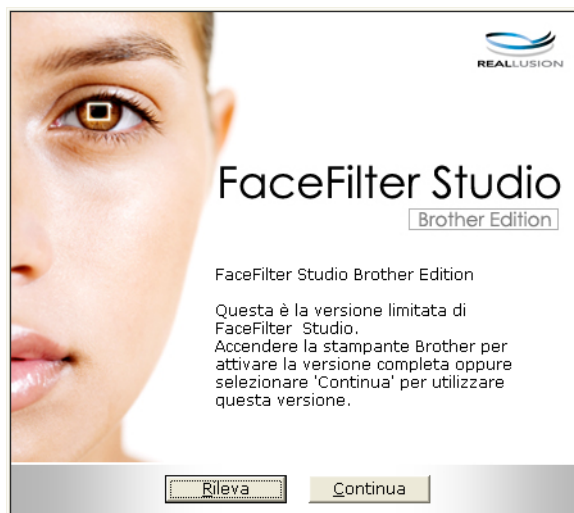 REALLUSION
FaceFilter Studio
Brother Edition
FaceFilter Studio Brother Edition
Questa è la versione limitata di
FaceFilter Studio.
Accendere la stampante Brother per
attivare la versione completa oppure
selezionare 'Continua' per utilizzare
questa versione.
Rileva
Continua